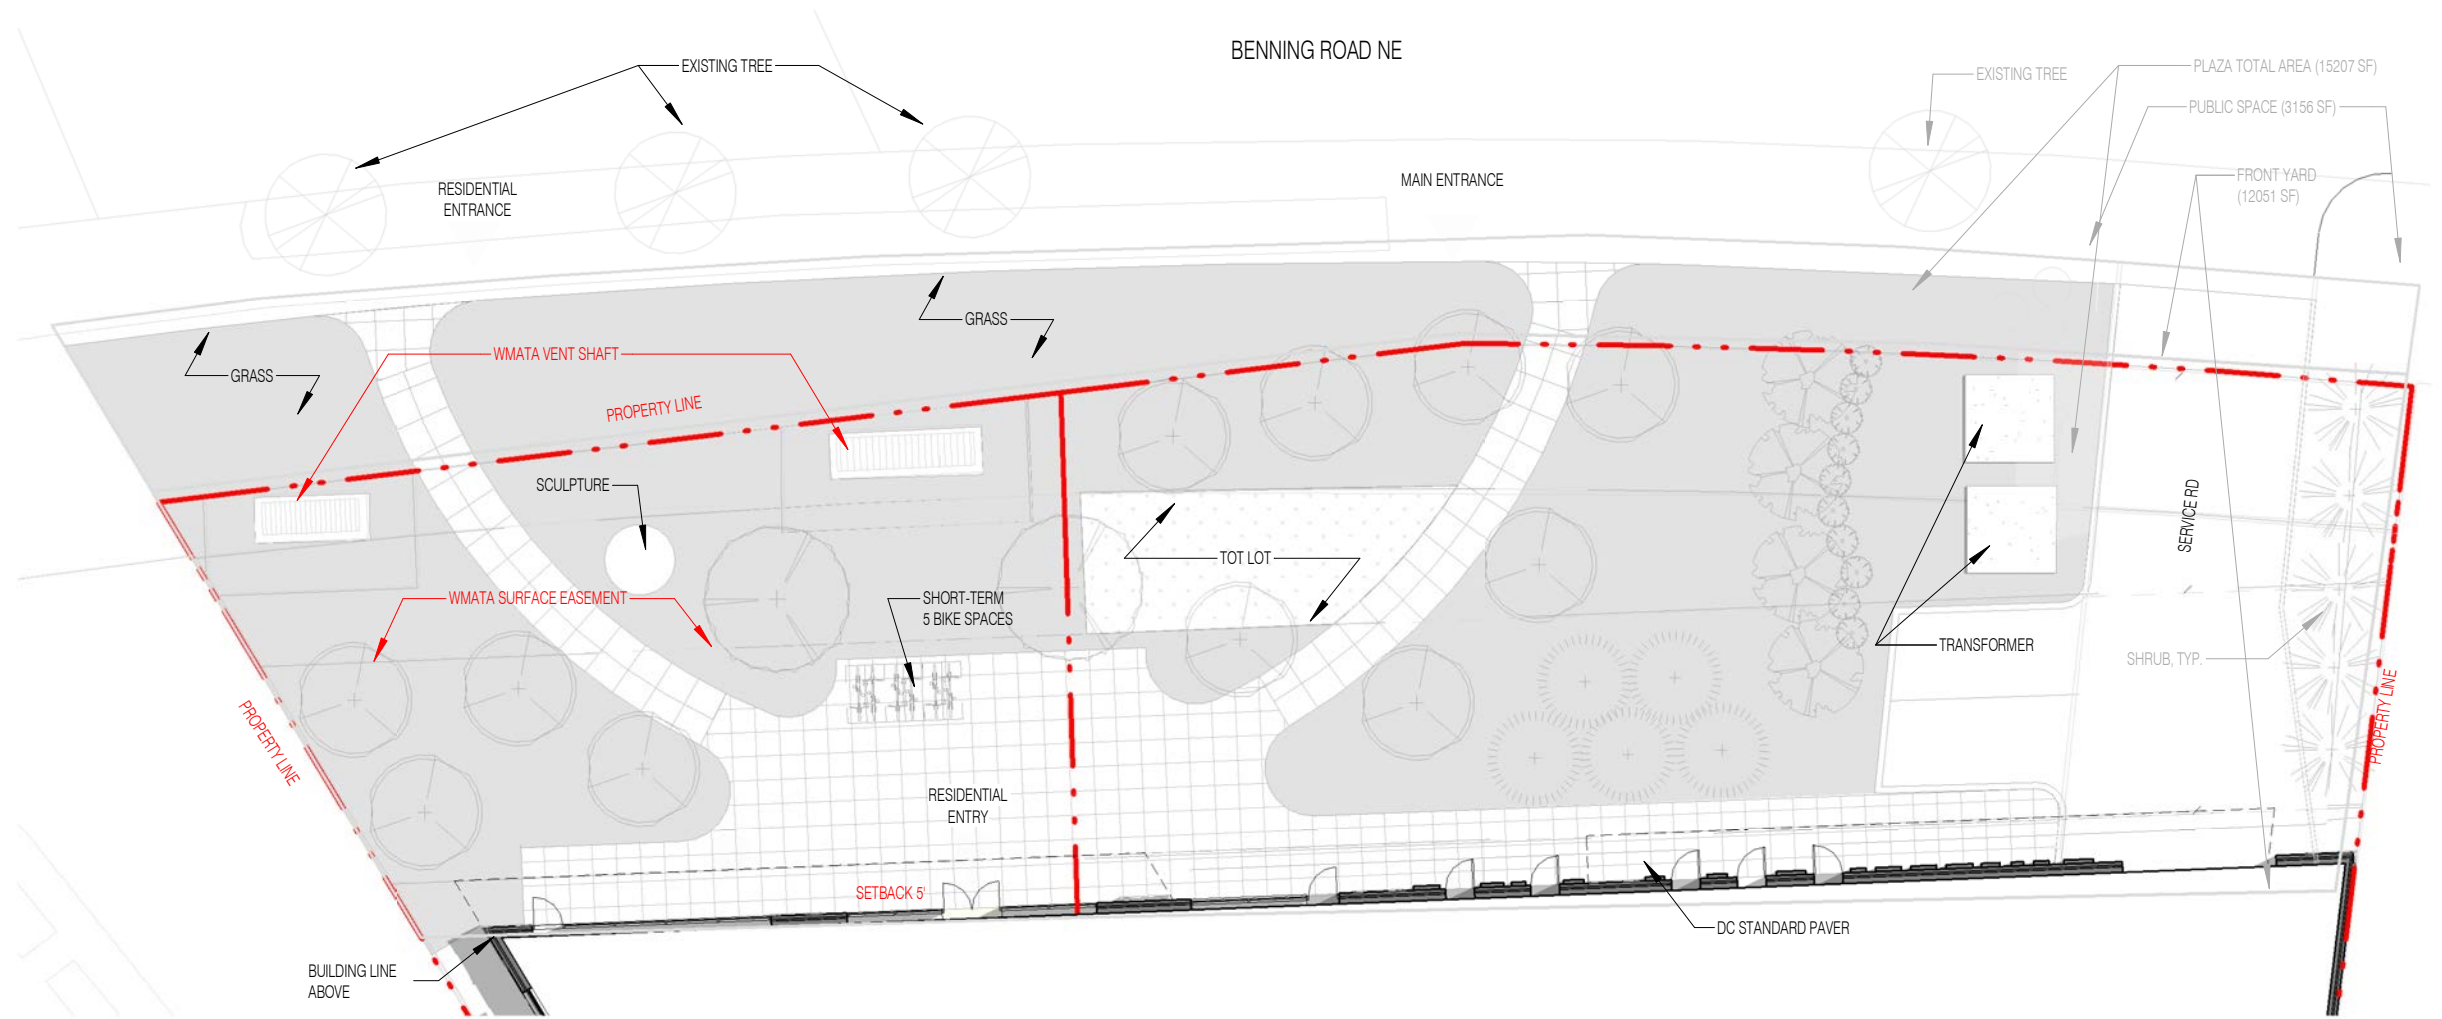 BENNING ROAD NE
EXISTING TREE
EXISTING TREE
PLAZA TOTAL AREA (15207 SF)
PUBLIC SPACE (3156 SF)
RESIDENTIAL
ENTRANCE
MAIN ENTRANCE
FRONT YARD
(12051 SF)
GRASS
GRASS
WMATA VENT SHAFT
PROPERTY LINE
SCULPTURE
TOT LOT
SERVICE RD
WMATA SURFACE EASEMENT
SHORT-TERM
5 BIKE SPACES
TRANSFORMER
SHRUB, TYP.
PROPERTY LINE
PROPERTY LINE
RESIDENTIAL
ENTRY
SETBACK 5'
DC STANDARD PAVER
BUILDING LINE
ABOVE